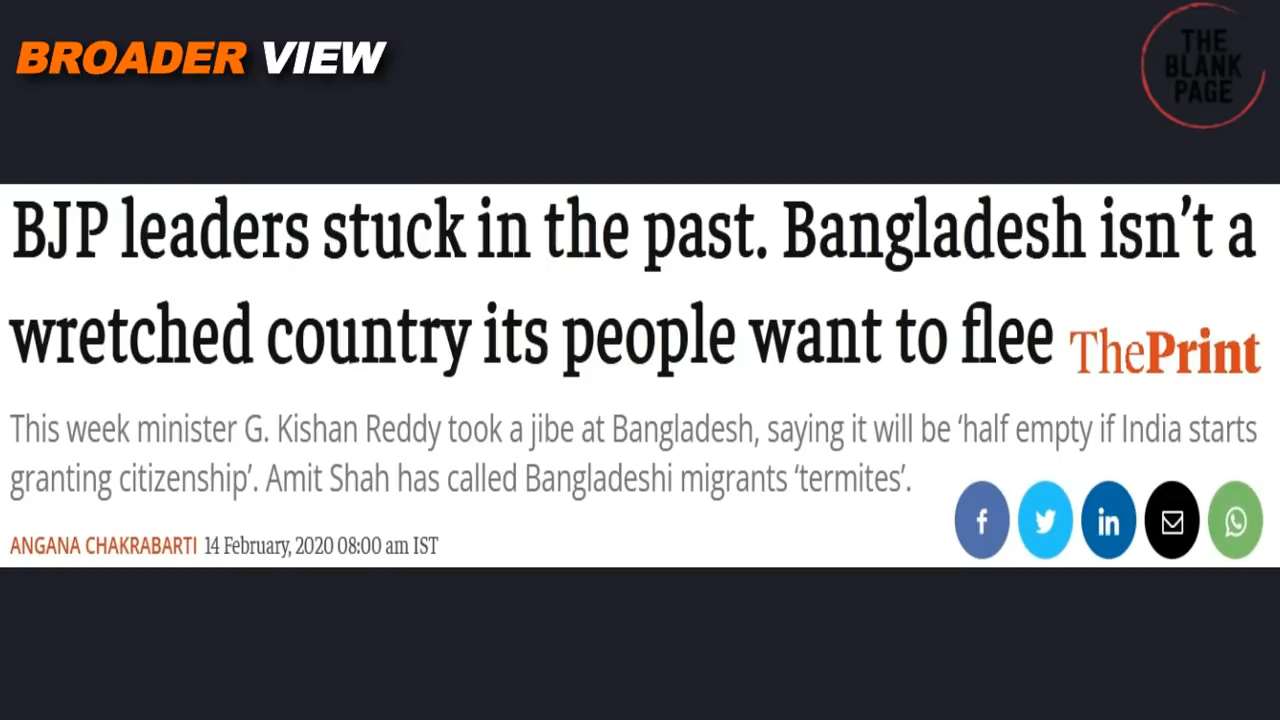 BROADER VIEW
THE
BLANK
PAGE
BJP leaders stuck in the past. Bangladesh isn’t a
wretched country its people want to flee
ThePrint
This week minister G. Kishan Reddy took a jibe at Bangladesh, saying it will be ‘half empty if India starts
granting citizenship’. Amit Shah has called Bangladeshi migrants ‘termites’.
ANGANA CHAKRABARTI 14 February, 2020 08:00 am IST